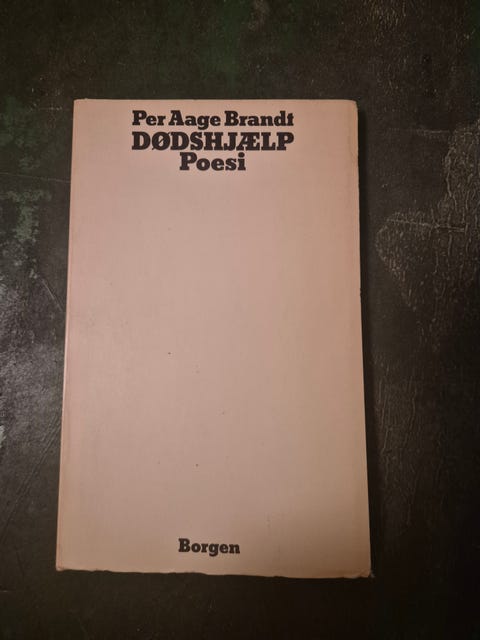 Per Aage Brandt
DØDSHJÆLP
Poesi
Borgen